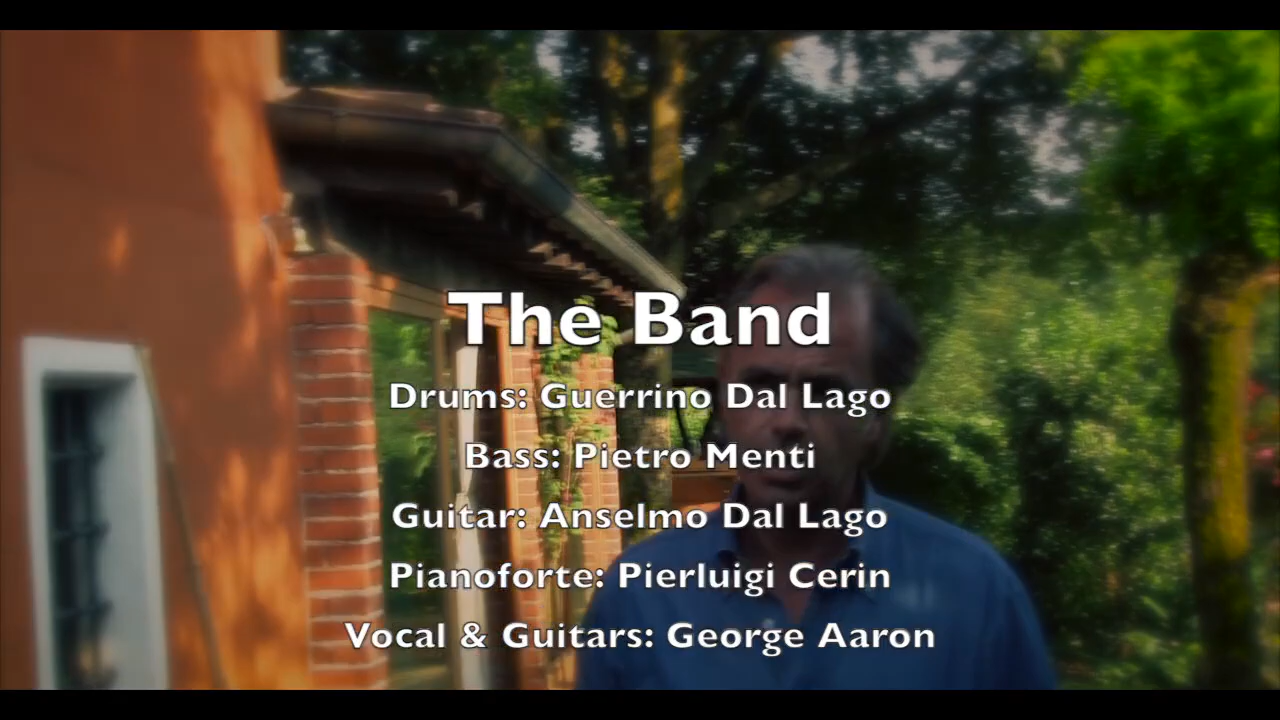 The Band
Drums: Guerrino Dal Lago
Bass: Pietro Menti
Guitar: Anselmo Dal Lago
Pianoforte: Pierluigi Cerin
Vocal & Guitars: George Aaron